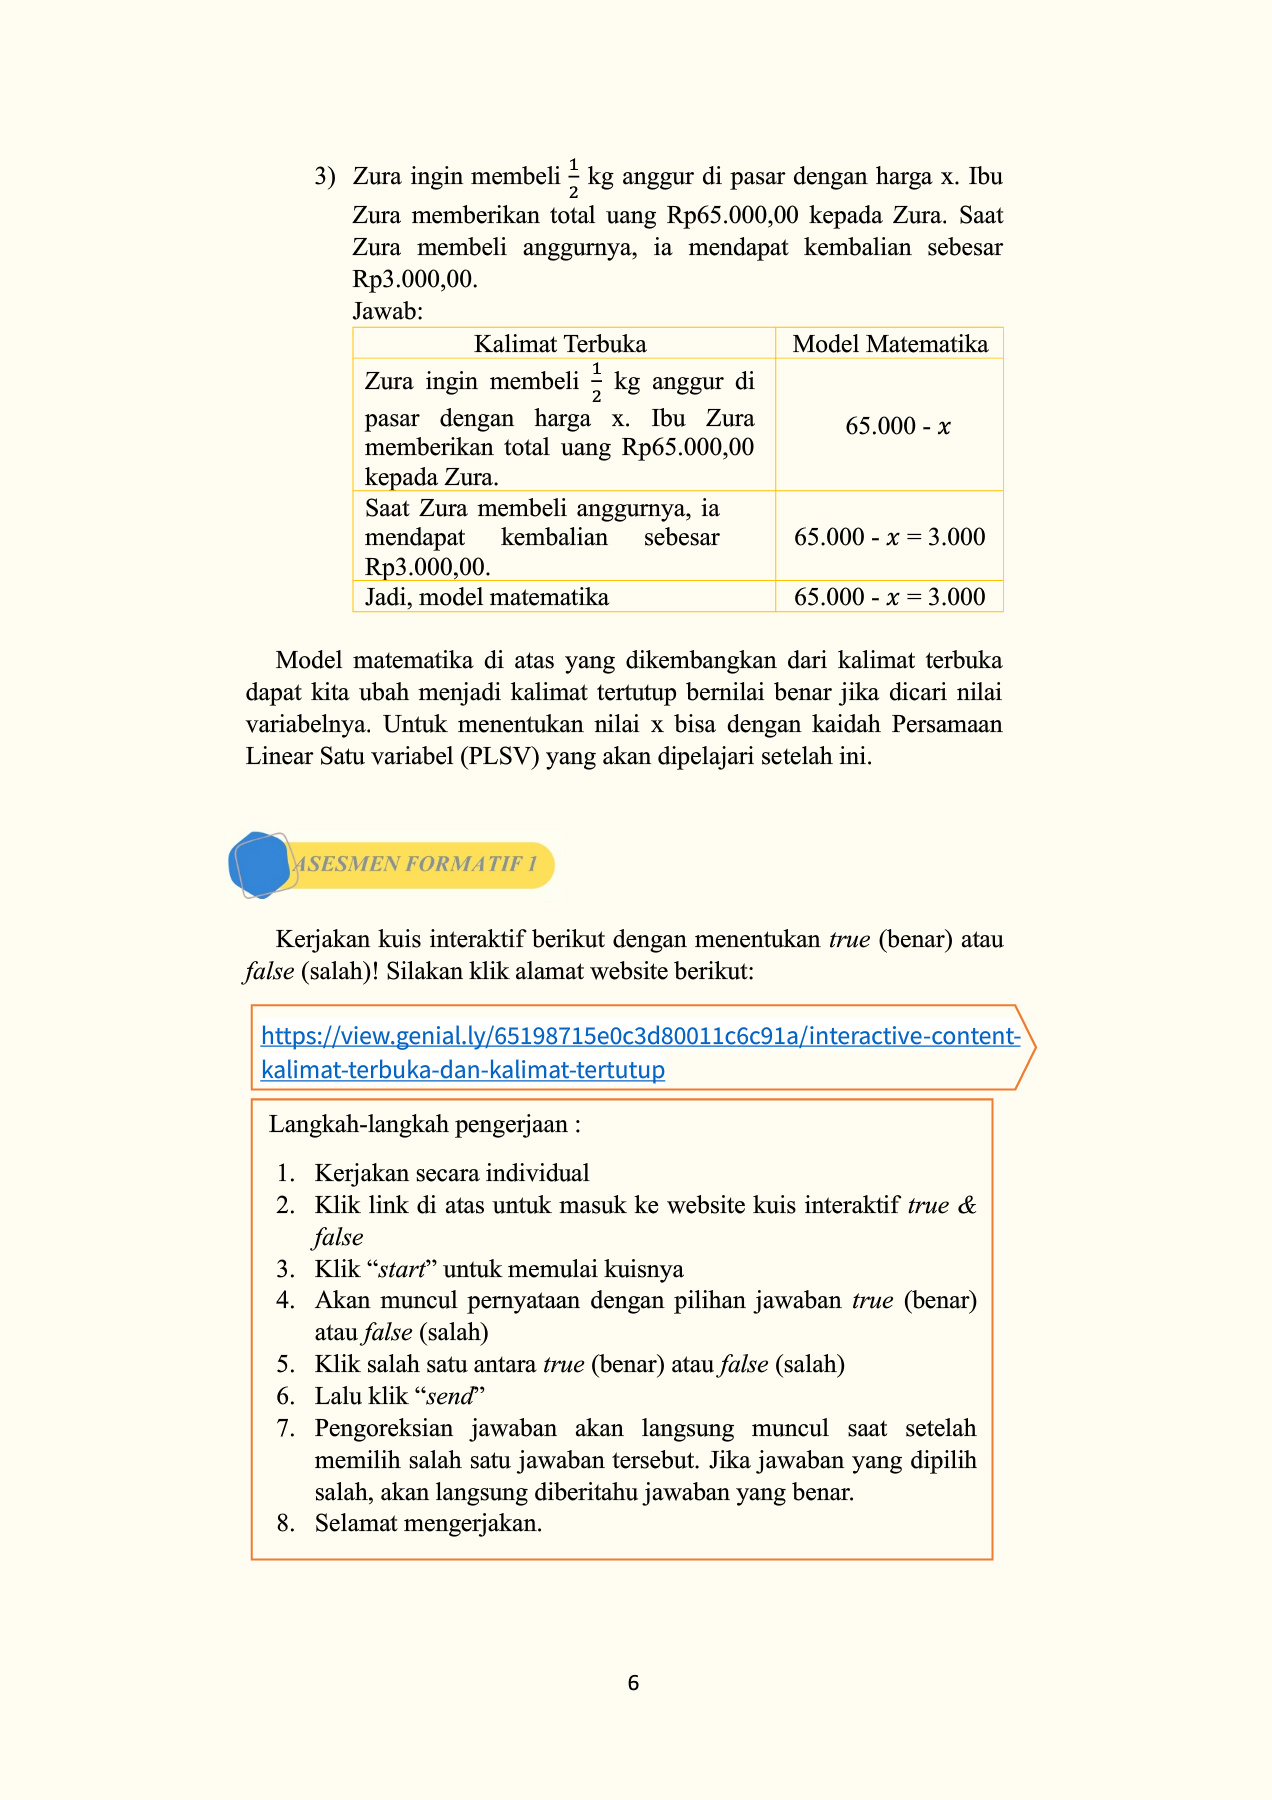 3) Zura ingin membeli 1/2 kg anggur di pasar dengan harga x. Ibu
Zura memberikan total uang Rp65.000,00 kepada Zura. Saat
Zura membeli anggurnya, ia mendapat kembalian sebesar
Rp3.000,00.
Jawab:
Kalimat Terbuka Model Matematika
Zura ingin membeli 1/2 kg anggur di
pasar dengan harga x. Ibu Zura
memberikan total uang Rp65.000,00
kepada Zura.
65.000 - x
Saat Zura membeli anggurnya, ia
mendapat kembalian sebesar
Rp3.000,00.
65.000 - x = 3.000
Jadi, model matematika 65.000 - x = 3.000
Model matematika di atas yang dikembangkan dari kalimat terbuka
dapat kita ubah menjadi kalimat tertutup bernilai benar jika dicari nilai
variabelnya. Untuk menentukan nilai x bisa dengan kaidah Persamaan
Linear Satu variabel (PLSV) yang akan dipelajari setelah ini.
ASESMEN FORMATIF 1
Kerjakan kuis interaktif berikut dengan menentukan true (benar) atau
false (salah)! Silakan klik alamat website berikut:
https://view.genial.ly/65198715e0c3d80011c6c91a/interactive-content-
kalimat-terbuka-dan-kalimat-tertutup
Langkah-langkah pengerjaan :
1. Kerjakan secara individual
2. Klik link di atas untuk masuk ke website kuis interaktif true &
false
3. Klik “start” untuk memulai kuisnya
4. Akan muncul pernyataan dengan pilihan jawaban true (benar)
atau false (salah)
5. Klik salah satu antara true (benar) atau false (salah)
6. Lalu klik “send”
7. Pengoreksian jawaban akan langsung muncul saat setelah
memilih salah satu jawaban tersebut. Jika jawaban yang dipilih
salah, akan langsung diberitahu jawaban yang benar.
8. Selamat mengerjakan.
6